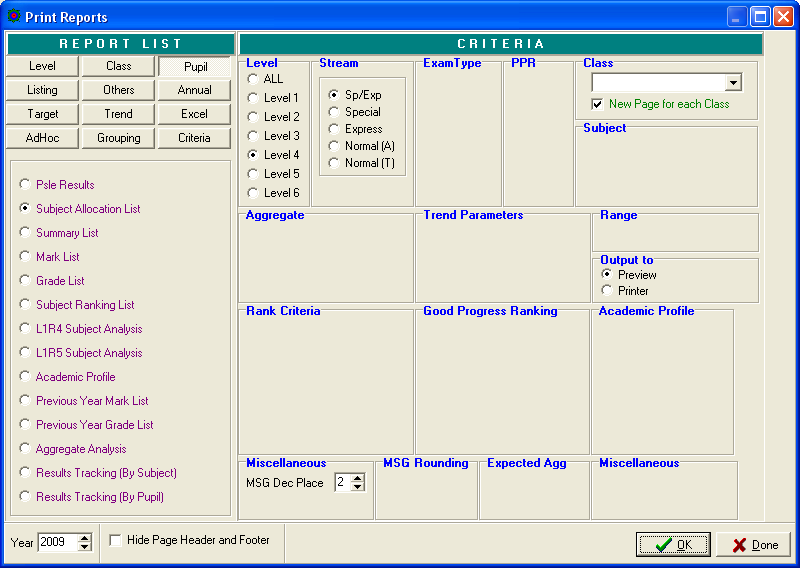 Print Reports
REPORT LIST
CRITERIA
Level Class Pupil
Listing Others Annual
Target Trend Excel
AdHoc Grouping Criteria
Psle Results
Subject Allocation List
Summary List
Mark List
Grade List
Subject Ranking List
L1R4 Subject Analysis
L1R5 Subject Analysis
Academic Profile
Previous Year Mark List
Previous Year Grade List
Aggregate Analysis
Results Tracking (By Subject)
Results Tracking (By Pupil)
Level
ALL
Level 1
Level 2
Level 3
Level 4
Level 5
Level 6
Stream
Sp/Exp
Special
Express
Normal (A)
Normal (T)
ExamType
PPR
Class
New Page for each Class
Subject
Aggregate
Trend Parameters
Range
Output to
Preview
Printer
Rank Criteria
Good Progress Ranking
Academic Profile
Miscellaneous
MSG Dec Place 2
MSG Rounding
Expected Agg
Miscellaneous
Year 2009
Hide Page Header and Footer
OK
Done